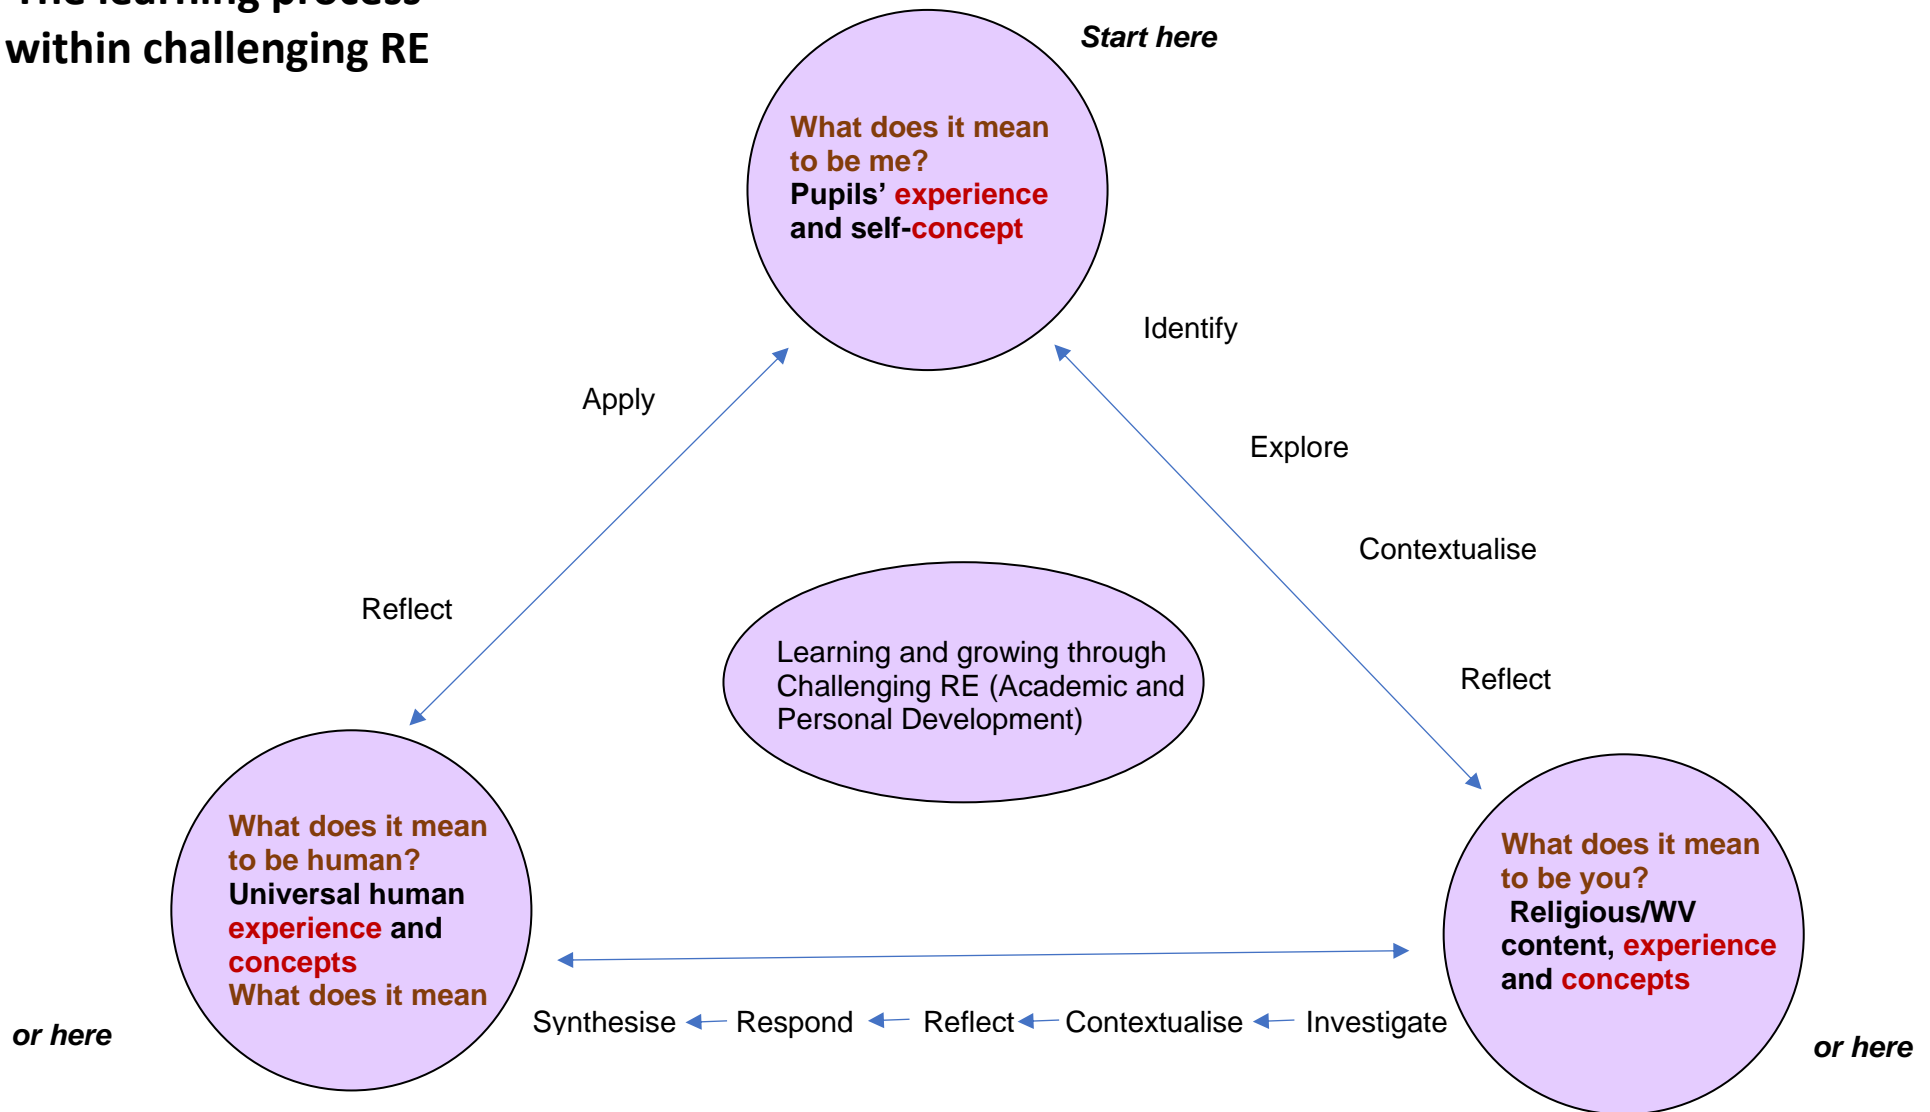 The learning process
within challenging RE
Start here
What does it mean
to be me?
Pupils’ experience
and self-concept
Identify
Apply
Explore
Contextualise
Reflect
Learning and growing through
Challenging RE (Academic and
Personal Development)
Reflect
What does it mean
to be human?
Universal human
experience and
concepts
What does it mean
What does it mean
to be you?
Religious/WV
content, experience
and concepts
Synthesise Respond Reflect Contextualise Investigate
or here
or here